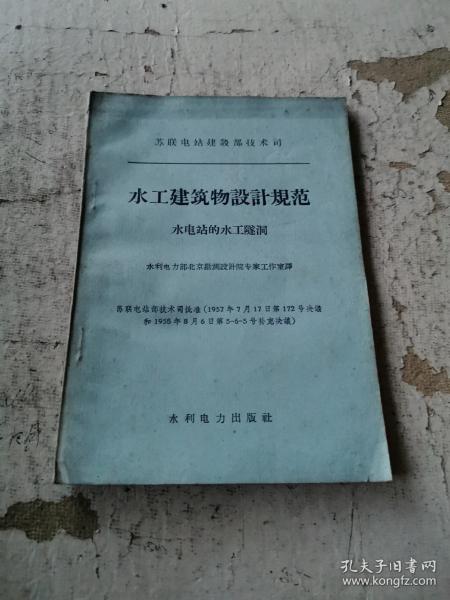 苏联电站建設部技术司
水工建筑物設計規范
水电站的水工隧洞
水利电力部北京勘测設計院专家工作室譯
苏联电站部技术司批准（1957年7月17日第172号决議
和1958年8月6日第5-6-5号补充决議）
水利电力出版社
孔夫子旧书网
www.kongfz.com